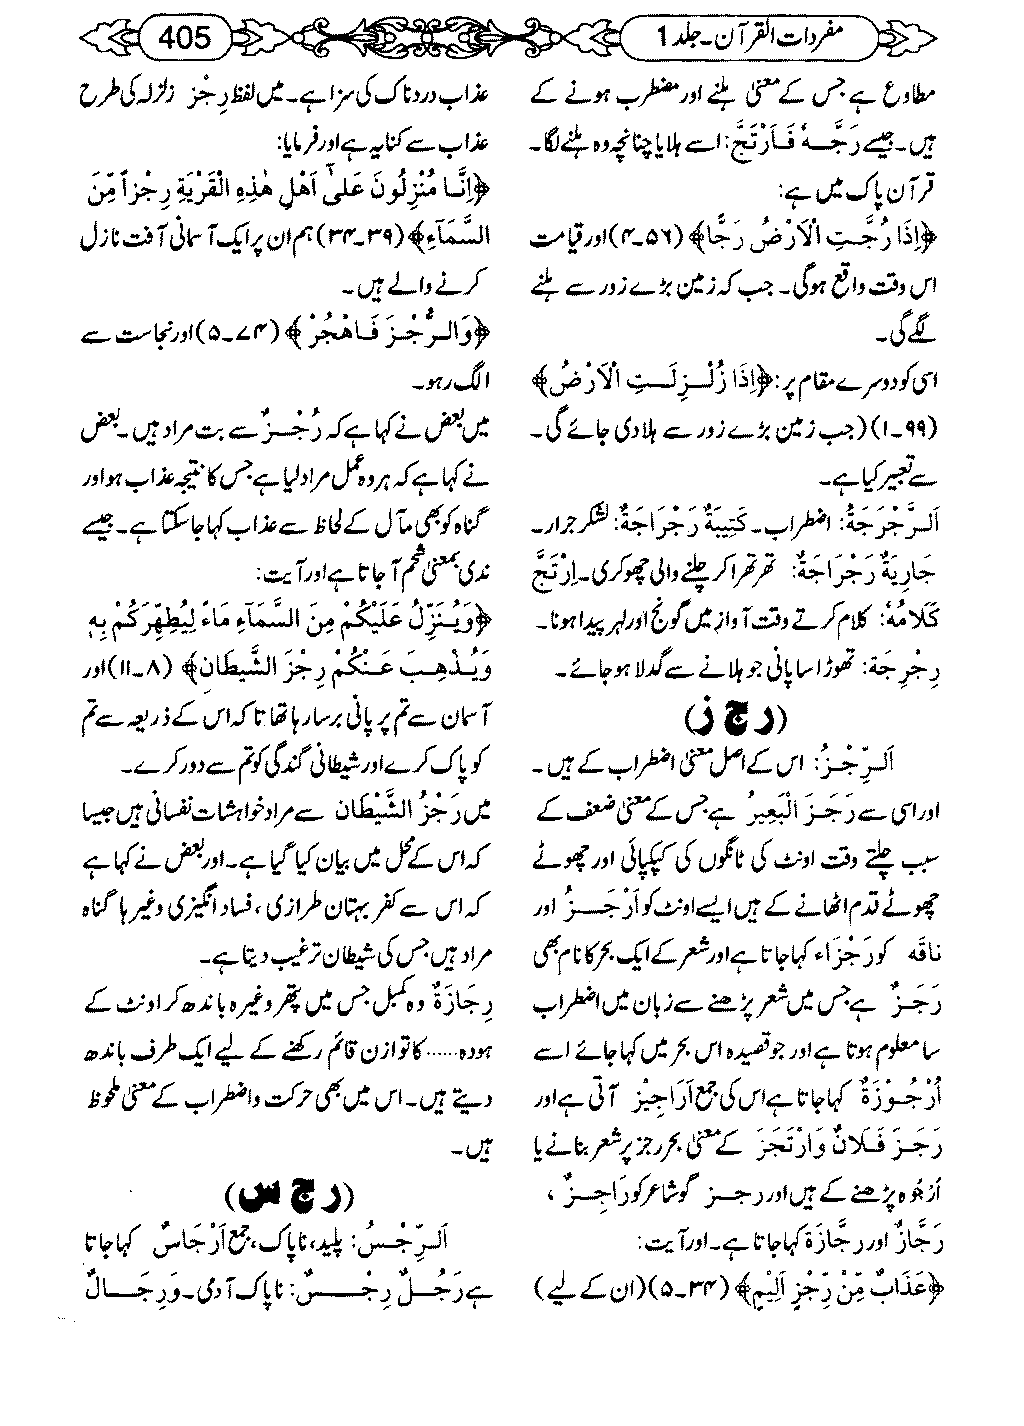 مفردات القرآن۔ جلد 1
405
مطاوع ہے جس کے معنی ہلنے اور مضطرب ہونے کے
ہیں۔ جیسے رَجَّهٗ فَارْتَجَّ: اسے ہلایا چنانچہ وہ ہلنے لگا۔
قرآن پاک میں ہے:
﴿اِذَا رُجَّتِ الْاَرْضُ رَجًّا﴾ (۵۶۔۴) اور قیامت
اس وقت واقع ہوگی۔ جب کہ زمین بڑے زور سے ہلنے
لگے گی۔
اسی کو دوسرے مقام پر: ﴿اِذَا زُلْزِلَتِ الْاَرْضُ﴾
(۹۹۔۱) (جب زمین بڑے زور سے ہلا دی جائے گی۔
سے تعبیر کیا ہے۔
اَلرَّجْرَجَةُ: اضطراب۔ كَتِيبَةٌ رَجْرَاجَةٌ: لشکر جرار۔
جَارِيَةٌ رَجْرَاجَةٌ: تھرتھرا کر چلنے والی چھوکری۔ اِرْتَجَّ
كَلَامُهٗ: کلام کرتے وقت آواز میں گونج اور لہر پیدا ہونا۔
رِجْرِجَة: تھوڑا سا پانی جو ہلانے سے گدلا ہوجائے۔
(ر ج ز)
اَلرِّجْزُ: اس کے اصل معنی اضطراب کے ہیں۔
اور اسی سے رَجَزَ الْبَعِيرُ ہے جس کے معنی ضعف کے
سبب چلتے وقت اونٹ کی ٹانگوں کی کپکپائی اور چھوٹے
چھوٹے قدم اٹھانے کے ہیں ایسے اونٹ کو اَرْجَزُ اور
ناقہ کو رَجْزَاء کہا جاتا ہے اور شعر کے ایک بحر کا نام بھی
رَجَزٌ ہے جس میں شعر پڑھنے سے زبان میں اضطراب
سا معلوم ہوتا ہے اور جو قصیدہ اس بحر میں کہا جائے اسے
اُرْجُوْزَةٌ کہا جاتا ہے اس کی جمع اَرَاجِيْز آتی ہے اور
رَجَزَ فَلَانٌ وَارْتَجَزَ کے معنی بحر رجز پر شعر بنانے یا
اُرْجُوْہ پڑھنے کے ہیں اور رجز گو شاعر کو رَاجِزٌ،
رَجَّازٌ اور رِجَّازَة کہا جاتا ہے۔ اور آیت:
﴿عَذَابٌ مِّنْ رِّجْزٍ اَلِيْمٍ﴾ (۳۴۔۵) (ان کے لیے)
عذاب دردناک کی سزا ہے۔ میں لفظ رِجْز زلزلہ کی طرح
عذاب سے کنایہ ہے اور فرمایا:
﴿اِنَّا مُنْزِلُونَ عَلىٰٓ اَهْلِ هٰذِهِ الْقَرْيَةِ رِجْزاً مِّنَ
السَّمَآءِ﴾ (۳۹۔۳۴) ہم ان پر ایک آسمانی آفت نازل
کرنے والے ہیں۔
﴿وَالرُّجْزَ فَاهْجُرْ﴾ (۷۴۔۵) اور نجاست سے
الگ رہو۔
میں بعض نے کہا ہے کہ رُجْزٌ سے بت مراد ہیں۔ بعض
نے کہا ہے کہ ہر وہ عمل مراد لیا ہے جس کا نتیجہ عذاب ہو اور
گناہ کو بھی مآل کے لحاظ سے عذاب کہا جاسکتا ہے۔ جیسے
ندی بمعنی شحم آ جاتا ہے اور آیت:
﴿وَيُنَزِّلُ عَلَيْكُمْ مِنَ السَّمَآءِ مَاءً لِيُطَهِّرَكُمْ بِهٖ
وَيُذْهِبَ عَنْكُمْ رِجْزَ الشَّيطَانِ﴾ (۸۔۱۱) اور
آسمان سے تم پر پانی برسا رہا تھا تا کہ اس کے ذریعہ سے تم
کو پاک کرے اور شیطانی گندگی کو تم سے دور کرے۔
میں رَجْزُ الشَّيْطَان سے مراد خواہشات نفسانی ہیں جیسا
کہ اس کے محل میں بیان کیا گیا ہے۔ اور بعض نے کہا ہے
کہ اس سے کفر بہتان طرازی، فساد انگیزی وغیرہا گناہ
مراد ہیں جس کی شیطان ترغیب دیتا ہے۔
رِجَازَةٌ وہ کمبل جس میں پتھر وغیرہ باندھ کر اونٹ کے
ہودہ...... کا توازن قائم رکھنے کے لیے ایک طرف باندھ
دیتے ہیں۔ اس میں بھی حرکت و اضطراب کے معنی ملحوظ
ہیں۔
(ر ج س)
اَلرِّجْسُ: پلید، ناپاک، جمع اَرْجَاسٌ کہا جاتا
ہے رَجُلٌ رِجْسٌ: ناپاک آدمی۔ وَرِجَالٌ